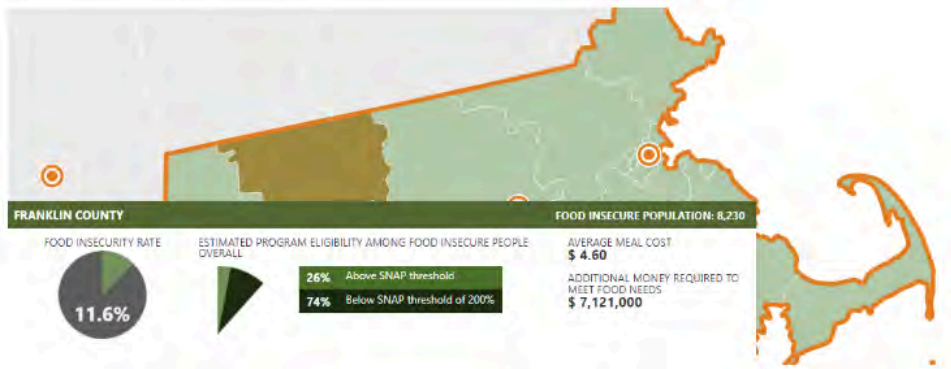 FRANKLIN COUNTY
FOOD INSECURE POPULATION: 8,230
FOOD INSECURITY RATE
11.6%
ESTIMATED PROGRAM ELIGIBILITY AMONG FOOD INSECURE PEOPLE
OVERALL
26% Above SNAP threshold
74% Below SNAP threshold of 200%
AVERAGE MEAL COST
$ 4.60
ADDITIONAL MONEY REQUIRED TO
MEET FOOD NEEDS
$ 7,121,000